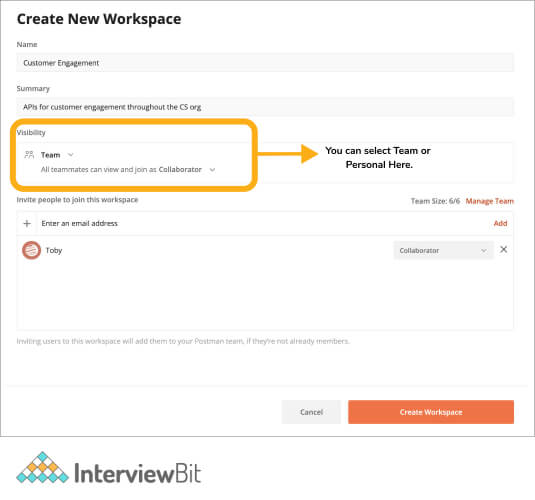 Create New Workspace
Name
Customer Engagement
Summary
APIs for customer engagement throughout the CS org
Visibility
Team
All teammates can view and join as Collaborator
You can select Team or
Personal Here.
Invite people to join this workspace
Team Size: 6/6 Manage Team
+ Enter an email address
Add
Toby
Collaborator
Inviting users to this workspace will add them to your Postman team, if they're not already members.
Cancel
Create Workspace
InterviewBit